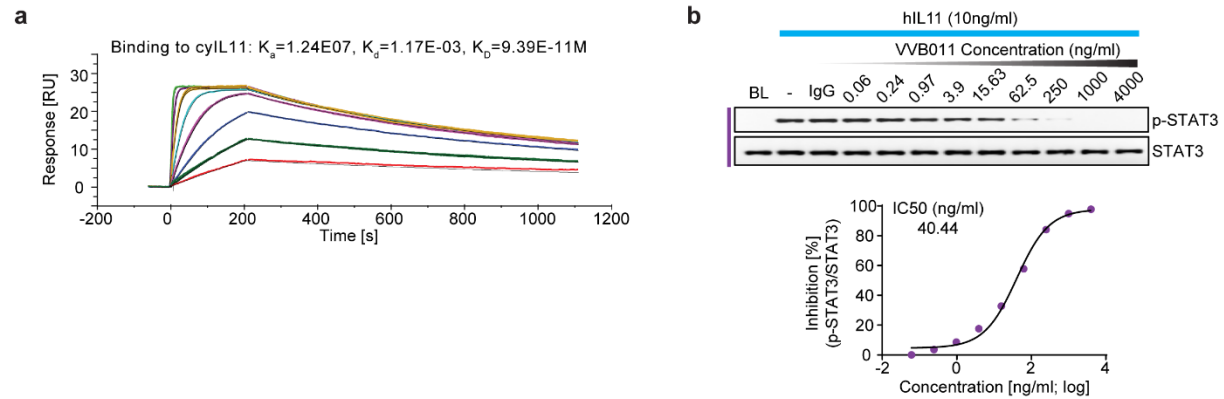 a
Binding to cyIL11: Ka=1.24E07, Kd=1.17E-03, KD=9.39E-11M
Response [RU]
30
20
10
0
-200 0 200 400 600 800 1000 1200
Time [s]
b
hIL11 (10ng/ml)
VVB011 Concentration (ng/ml)
BL - IgG 0.06 0.24 0.97 3.9 15.63 62.5 250 1000 4000
p-STAT3
STAT3
Inhibition [%]
(p-STAT3/STAT3)
100
80
60
40
20
0
IC50 (ng/ml)
40.44
-2 0 2 4
Concentration [ng/ml; log]